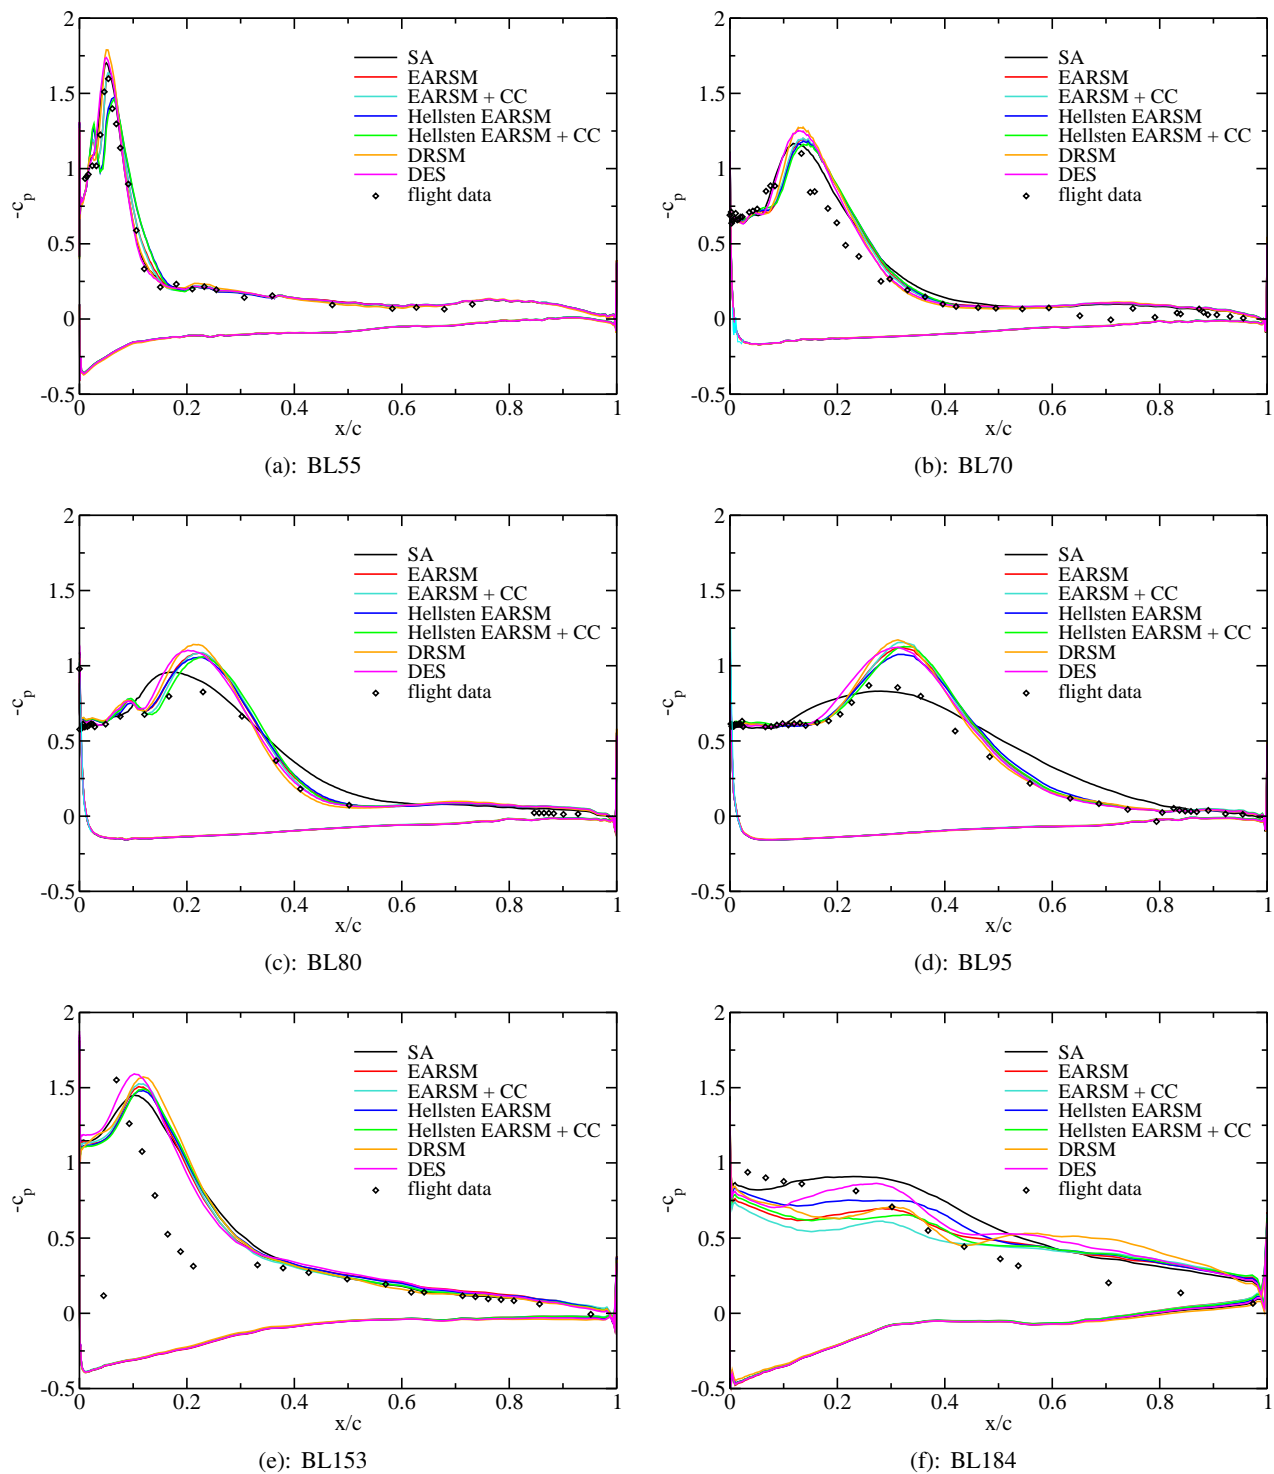 2
1.5
1
0.5
0
-0.5
-c_p
0 0.2 0.4 0.6 0.8 1
x/c
SA
EARSM
EARSM + CC
Hellsten EARSM
Hellsten EARSM + CC
DRSM
DES
flight data
(a): BL55
2
1.5
1
0.5
0
-0.5
-c_p
0 0.2 0.4 0.6 0.8 1
x/c
SA
EARSM
EARSM + CC
Hellsten EARSM
Hellsten EARSM + CC
DRSM
DES
flight data
(b): BL70
2
1.5
1
0.5
0
-0.5
-c_p
0 0.2 0.4 0.6 0.8 1
x/c
SA
EARSM
EARSM + CC
Hellsten EARSM
Hellsten EARSM + CC
DRSM
DES
flight data
(c): BL80
2
1.5
1
0.5
0
-0.5
-c_p
0 0.2 0.4 0.6 0.8 1
x/c
SA
EARSM
EARSM + CC
Hellsten EARSM
Hellsten EARSM + CC
DRSM
DES
flight data
(d): BL95
2
1.5
1
0.5
0
-0.5
-c_p
0 0.2 0.4 0.6 0.8 1
x/c
SA
EARSM
EARSM + CC
Hellsten EARSM
Hellsten EARSM + CC
DRSM
DES
flight data
(e): BL153
2
1.5
1
0.5
0
-0.5
-c_p
0 0.2 0.4 0.6 0.8 1
x/c
SA
EARSM
EARSM + CC
Hellsten EARSM
Hellsten EARSM + CC
DRSM
DES
flight data
(f): BL184